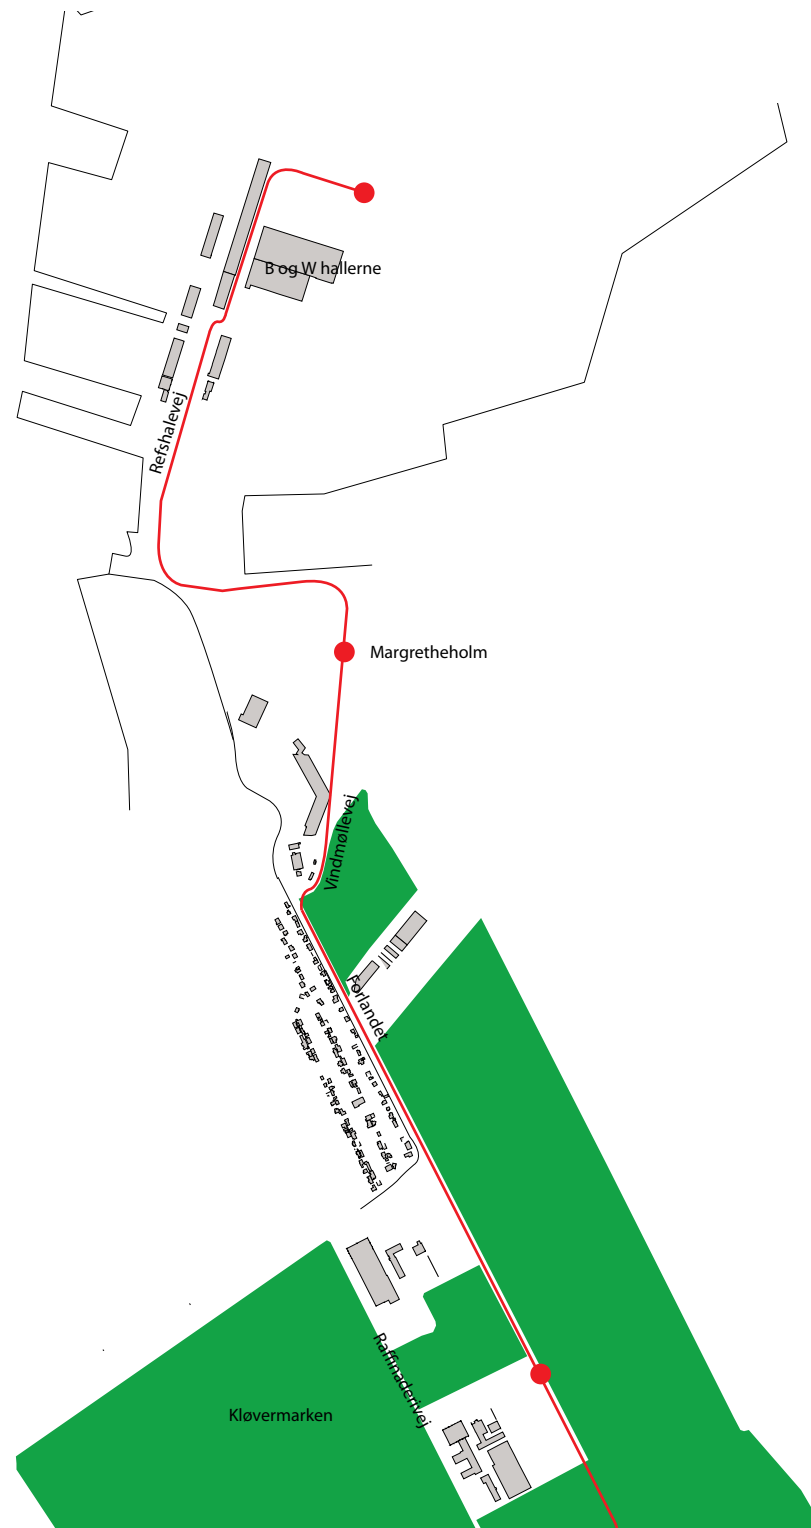 B og W hallerne
Refshalevej
Margretheholm
Vindmøllevej
Forlandet
Raffinaderivej
Kløvermarken